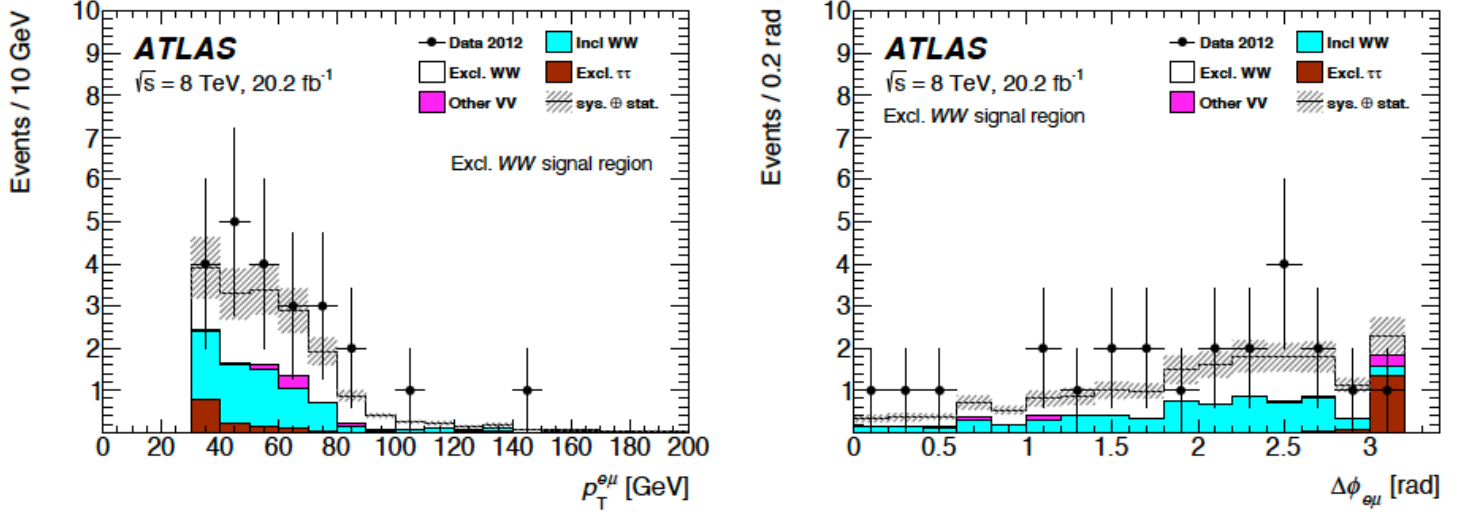 ATLAS
√s = 8 TeV, 20.2 fb⁻¹
Data 2012
Incl WW
Excl. WW
Excl. ττ
Other VV
sys. ⊕ stat.
Excl. WW signal region
Events / 10 GeV
10
9
8
7
6
5
4
3
2
1
0 20 40 60 80 100 120 140 160 180 200
p_T^{eμ} [GeV]
ATLAS
√s = 8 TeV, 20.2 fb⁻¹
Excl. WW signal region
Data 2012
Incl WW
Excl. WW
Excl. ττ
Other VV
sys. ⊕ stat.
Events / 0.2 rad
10
9
8
7
6
5
4
3
2
1
0 0.5 1 1.5 2 2.5 3
Δϕ_{eμ} [rad]